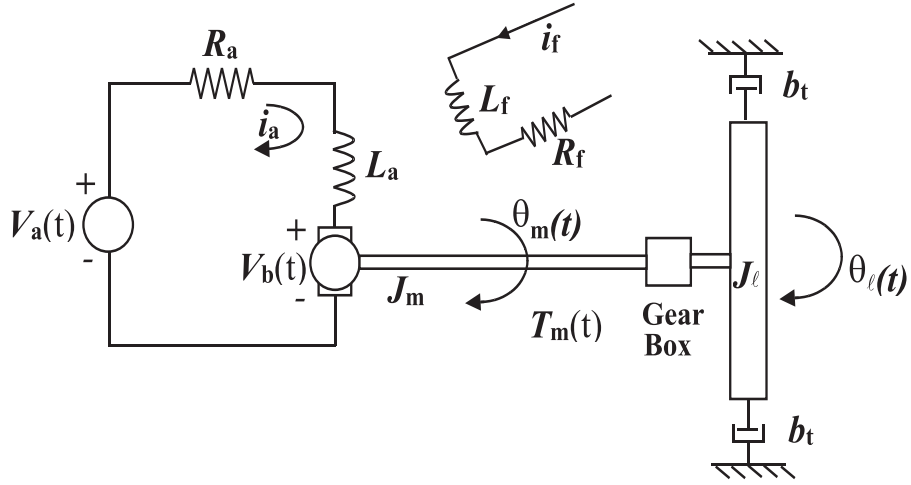 Ra
ia
La
+
Va(t)
-
+
Vb(t)
-
if
Lf
Rf
θm(t)
Jm
Tm(t)
Gear
Box
bt
Jℓ
θℓ(t)
bt